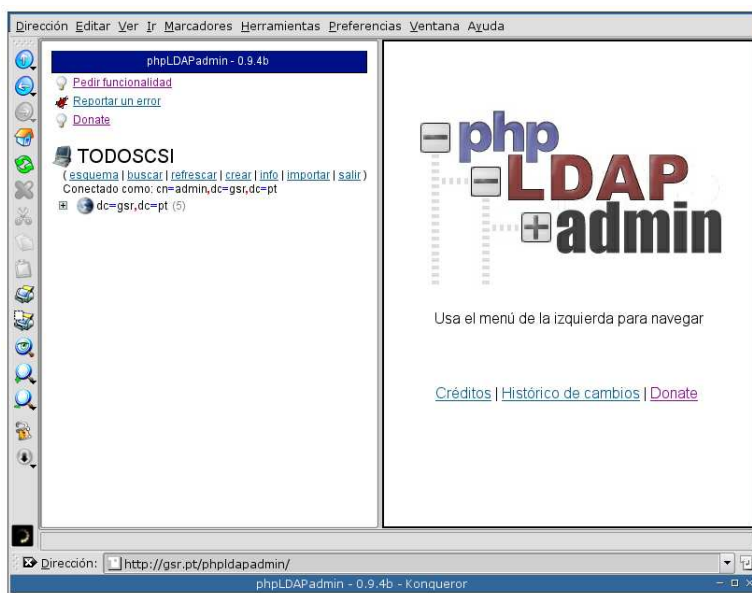 Dirección Editar Ver Ir Marcadores Herramientas Preferencias Ventana Ayuda
phpLDAPadmin - 0.9.4b
Pedir funcionalidad
Reportar un error
Donate
TODOSCSI
( esquema | buscar | refrescar | crear | info | importar | salir )
Conectado como: cn=admin,dc=gsr,dc=pt
dc=gsr,dc=pt (5)
php
LDAP
admin
Usa el menú de la izquierda para navegar
Créditos | Histórico de cambios | Donate
Dirección: http://gsr.pt/phpldapadmin/
phpLDAPadmin - 0.9.4b - Konqueror